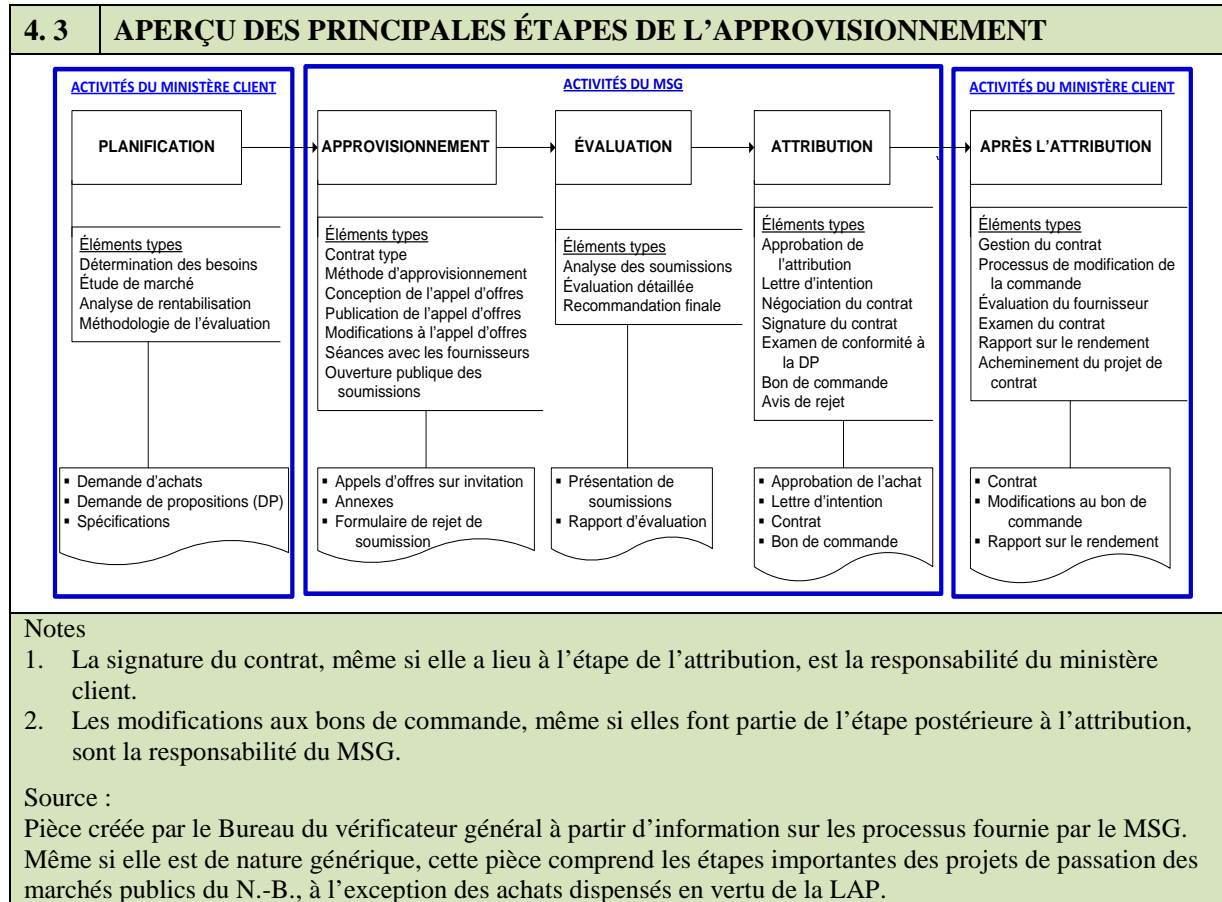 4. 3 APERÇU DES PRINCIPALES ÉTAPES DE L’APPROVISIONNEMENT
ACTIVITÉS DU MINISTÈRE CLIENT
PLANIFICATION
Éléments types
Détermination des besoins
Étude de marché
Analyse de rentabilisation
Méthodologie de l’évaluation
▪ Demande d’achats
▪ Demande de propositions (DP)
▪ Spécifications
ACTIVITÉS DU MSG
APPROVISIONNEMENT
Éléments types
Contrat type
Méthode d’approvisionnement
Conception de l’appel d’offres
Publication de l’appel d’offres
Modifications à l’appel d’offres
Séances avec les fournisseurs
Ouverture publique des
soumissions
▪ Appels d’offres sur invitation
▪ Annexes
▪ Formulaire de rejet de
soumission
ÉVALUATION
Éléments types
Analyse des soumissions
Évaluation détaillée
Recommandation finale
▪ Présentation de
soumissions
▪ Rapport d’évaluation
ATTRIBUTION
Éléments types
Approbation de
l’attribution
Lettre d’intention
Négociation du contrat
Signature du contrat
Examen de conformité à
la DP
Bon de commande
Avis de rejet
▪ Approbation de l’achat
▪ Lettre d’intention
▪ Contrat
▪ Bon de commande
ACTIVITÉS DU MINISTÈRE CLIENT
APRÈS L’ATTRIBUTION
Éléments types
Gestion du contrat
Processus de modification de
la commande
Évaluation du fournisseur
Examen du contrat
Rapport sur le rendement
Acheminement du projet de
contrat
▪ Contrat
▪ Modifications au bon de
commande
▪ Rapport sur le rendement
Notes
1. La signature du contrat, même si elle a lieu à l’étape de l’attribution, est la responsabilité du ministère
client.
2. Les modifications aux bons de commande, même si elles font partie de l’étape postérieure à l’attribution,
sont la responsabilité du MSG.
Source :
Pièce créée par le Bureau du vérificateur général à partir d’information sur les processus fournie par le MSG.
Même si elle est de nature générique, cette pièce comprend les étapes importantes des projets de passation des
marchés publics du N.-B., à l’exception des achats dispensés en vertu de la LAP.